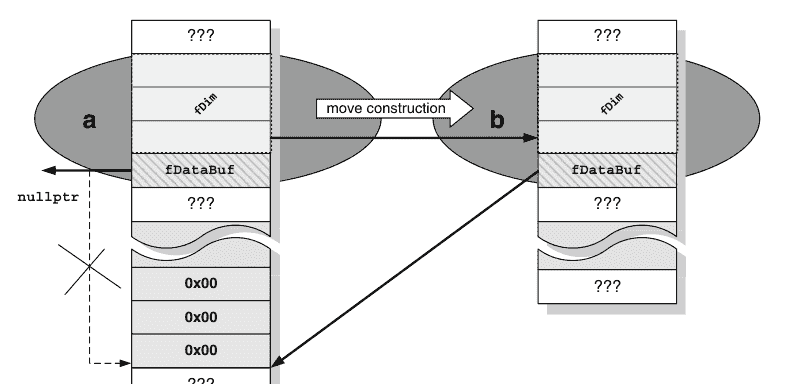 ???
fDim
a
fDataBuf
nullptr
???
0x00
0x00
0x00
???
move construction
???
fDim
b
fDataBuf
???
???